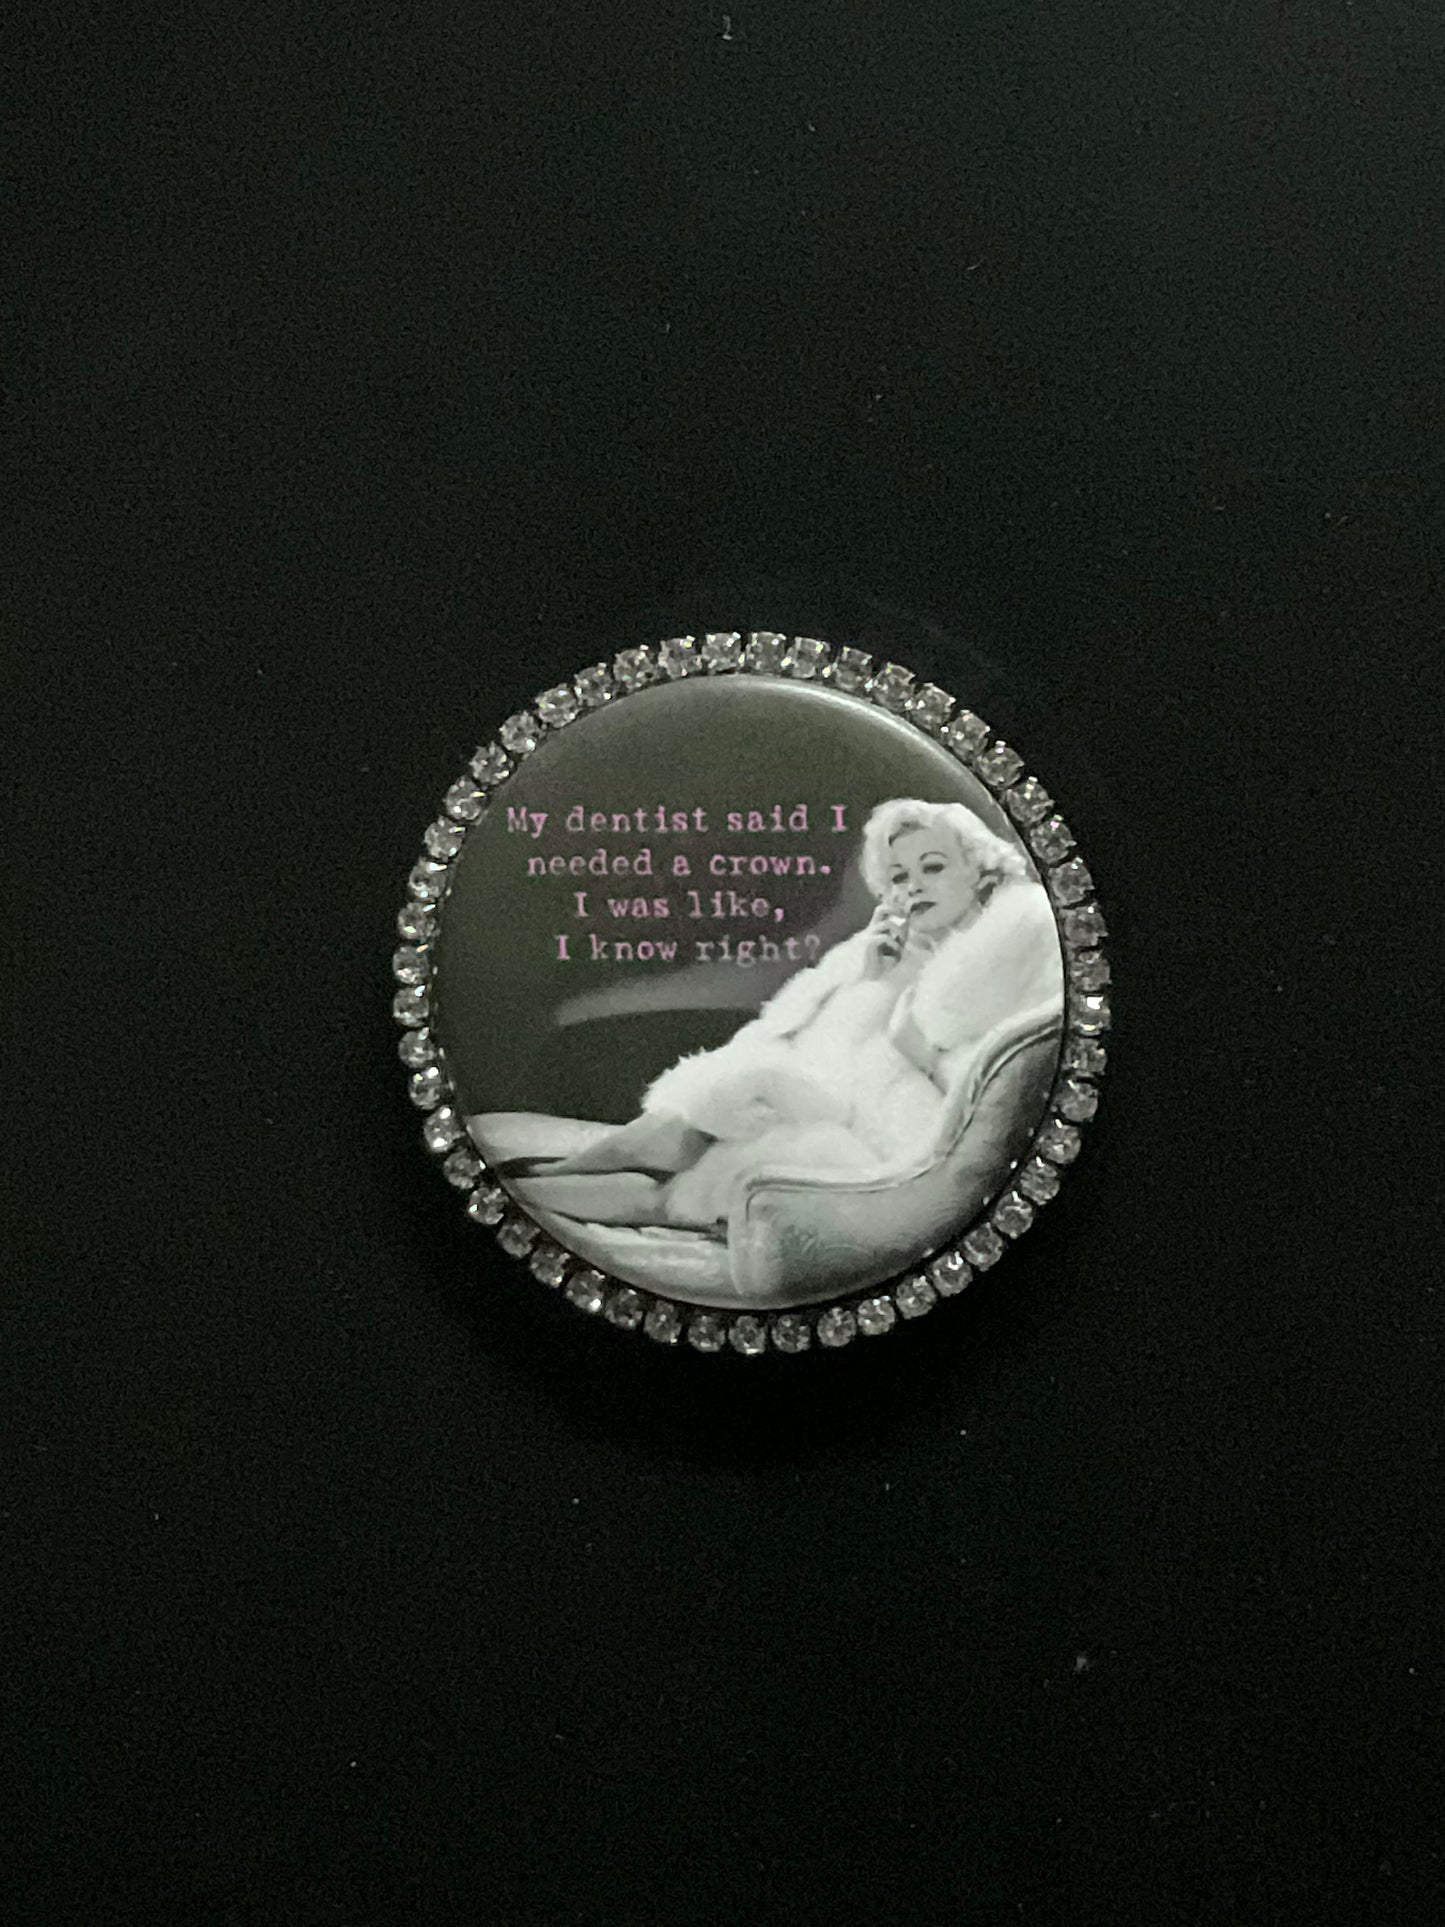 My dentist said I
needed a crown.
I was like,
I know right?